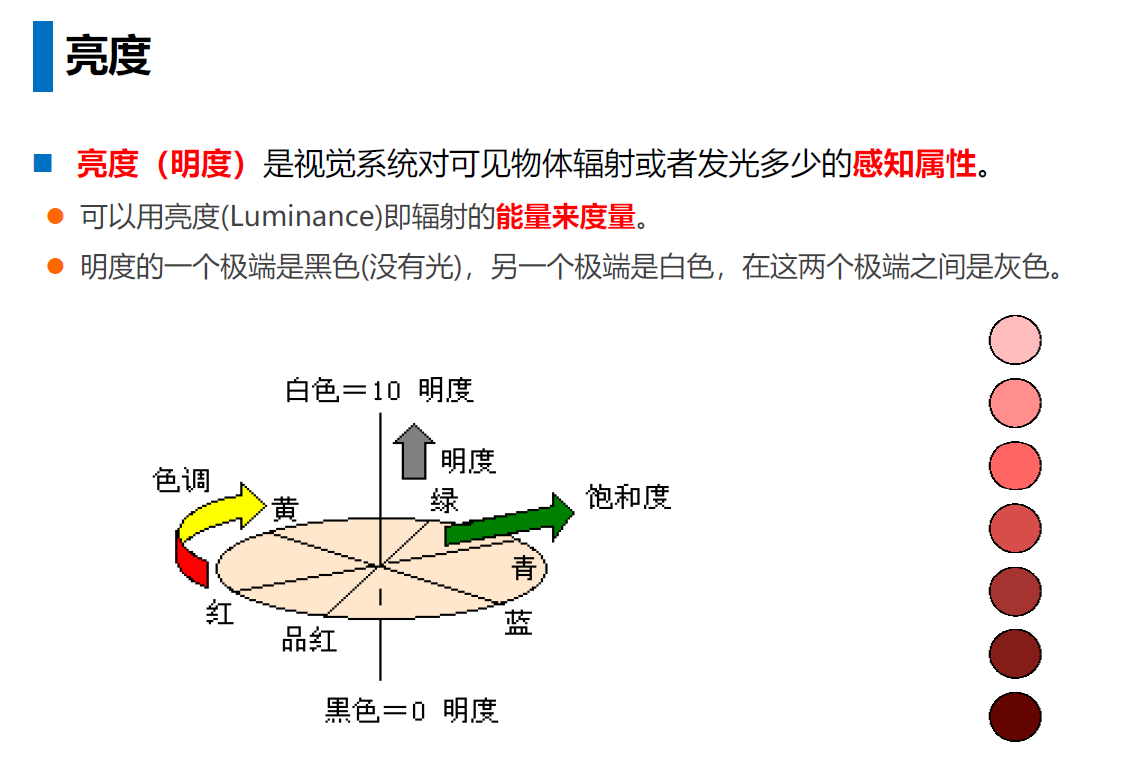 亮度
亮度（明度）是视觉系统对可见物体辐射或者发光多少的感知属性。
可以用亮度(Luminance)即辐射的能量来度量。
明度的一个极端是黑色(没有光)，另一个极端是白色，在这两个极端之间是灰色。
白色＝10 明度
明度
色调
黄
绿
饱和度
青
红
蓝
品红
黑色＝0 明度